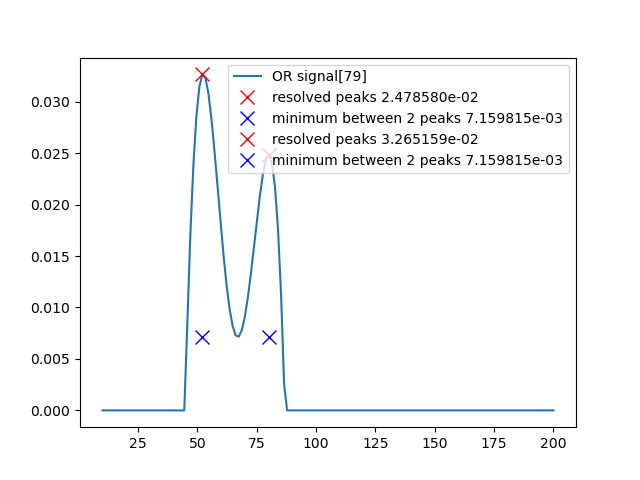 OR signal[79]
resolved peaks 2.478580e-02
minimum between 2 peaks 7.159815e-03
resolved peaks 3.265159e-02
minimum between 2 peaks 7.159815e-03
0.030
0.025
0.020
0.015
0.010
0.005
0.000
25 50 75 100 125 150 175 200